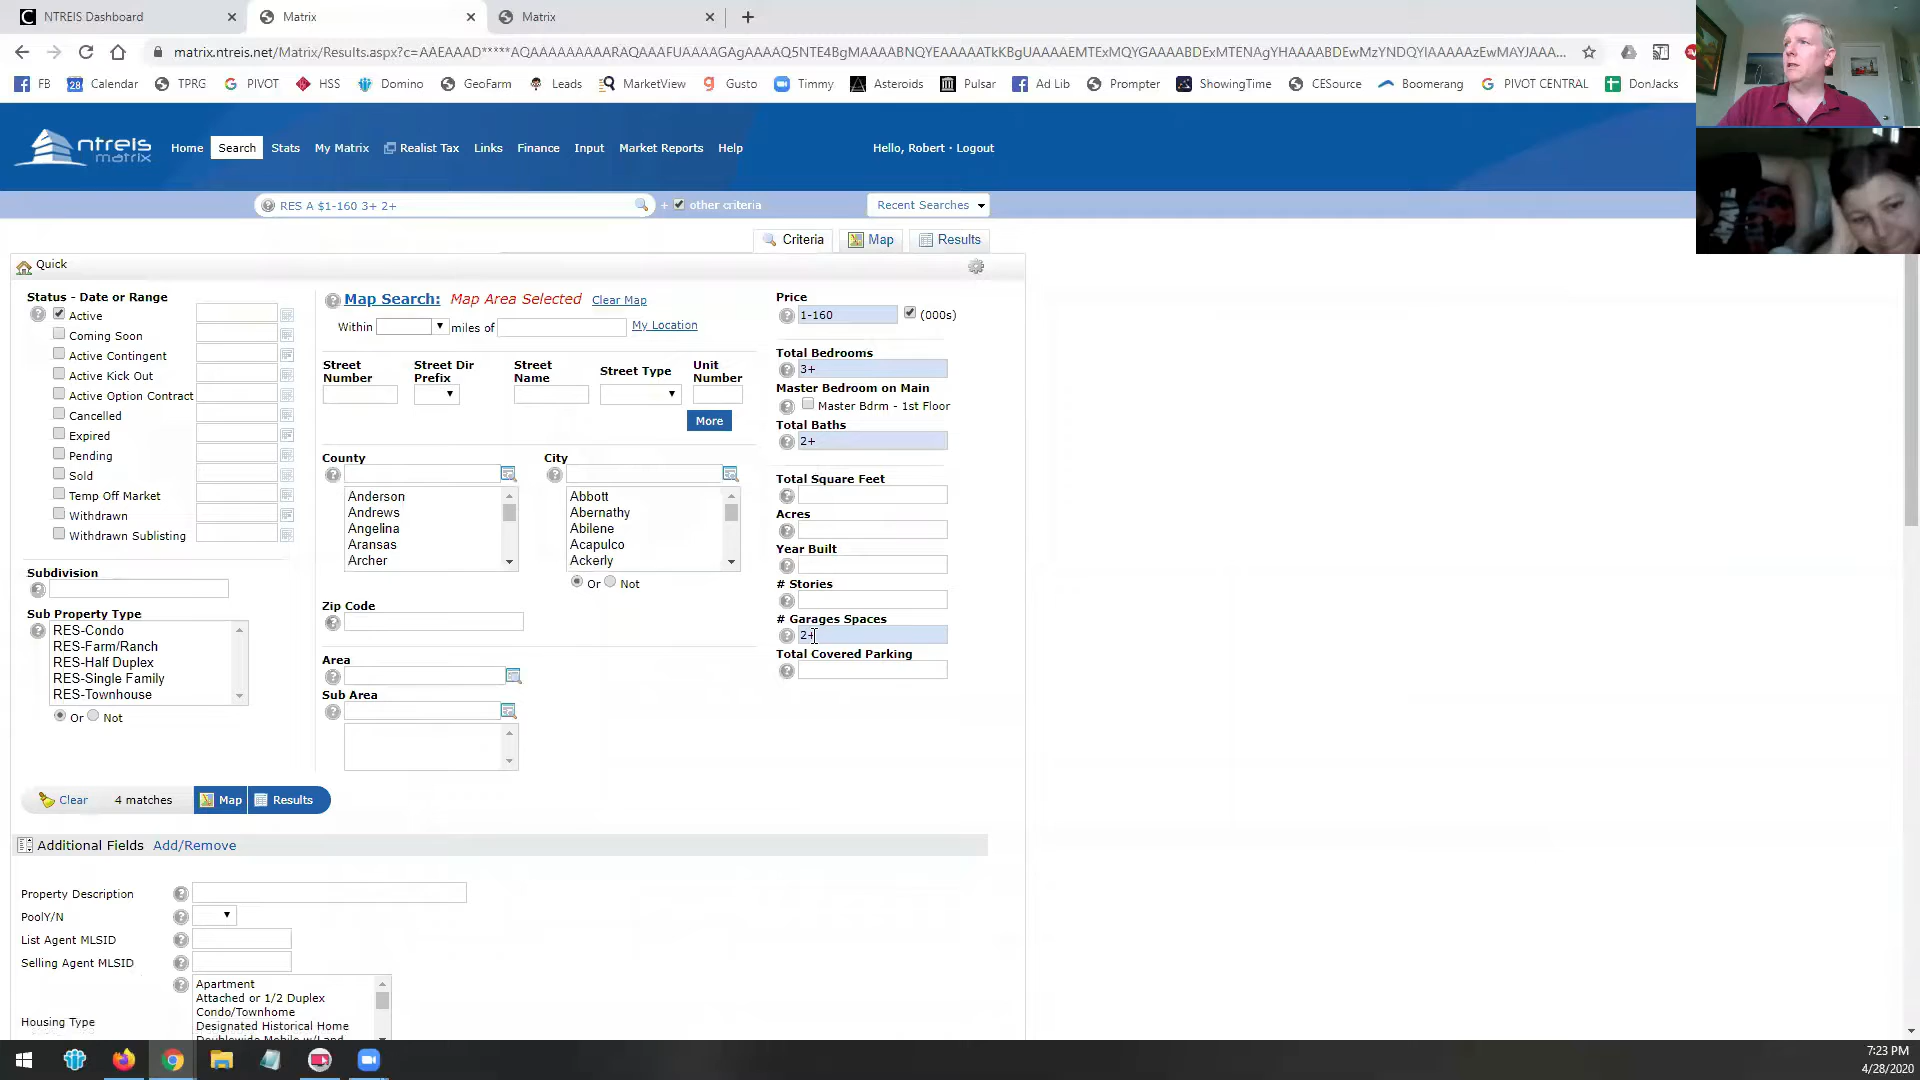 NTREIS Dashboard
Matrix
Matrix
matrix.ntreis.net/Matrix/Results.aspx?c=AAEAAAD*****AQAAAAAAAAARAQAAAFUAAAAGAgAAAAQ5NTE4BgMAAAABNQYEAAAAATkKBgUAAAAEMTExMQYGAAAABDExMTENAgYHAAAABDEwMzYNDQYIAAAAAzEwMAYJAAA...
FB
28 Calendar
TPRG
PIVOT
HSS
Domino
GeoFarm
Leads
MarketView
Gusto
Timmy
Asteroids
Pulsar
Ad Lib
Prompter
ShowingTime
CESource
Boomerang
PIVOT CENTRAL
DonJacks
ntreis
matrix
Home
Search
Stats
My Matrix
Realist Tax
Links
Finance
Input
Market Reports
Help
Hello, Robert • Logout
RES A $1-160 3+ 2+
+ other criteria
Recent Searches
Criteria
Map
Results
Quick
Status - Date or Range
Active
Coming Soon
Active Contingent
Active Kick Out
Active Option Contract
Cancelled
Expired
Pending
Sold
Temp Off Market
Withdrawn
Withdrawn Sublisting
Subdivision
Sub Property Type
RES-Condo
RES-Farm/Ranch
RES-Half Duplex
RES-Single Family
RES-Townhouse
Or Not
Map Search: Map Area Selected Clear Map
Within miles of My Location
Street Number
Street Dir Prefix
Street Name
Street Type
Unit Number
More
County
Anderson
Andrews
Angelina
Aransas
Archer
City
Abbott
Abernathy
Abilene
Acapulco
Ackerly
Or Not
Zip Code
Area
Sub Area
Price
1-160 (000s)
Total Bedrooms
3+
Master Bedroom on Main
Master Bdrm - 1st Floor
Total Baths
2+
Total Square Feet
Acres
Year Built
# Stories
# Garages Spaces
2+
Total Covered Parking
Clear 4 matches Map Results
Additional Fields Add/Remove
Property Description
PoolY/N
List Agent MLSID
Selling Agent MLSID
Housing Type
Apartment
Attached or 1/2 Duplex
Condo/Townhome
Designated Historical Home
Doublewide Mobile w/Land
7:23 PM
4/28/2020